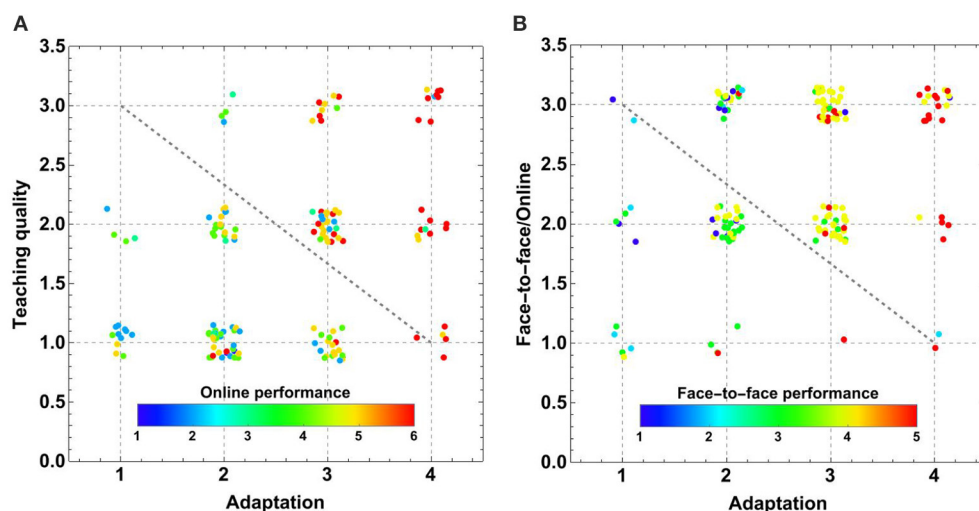 A
B
3.5
3.0
2.5
2.0
1.5
1.0
0.5
0.0
Teaching quality
Online performance
1 2 3 4 5 6
1 2 3 4
Adaptation
3.5
3.0
2.5
2.0
1.5
1.0
0.5
0.0
Face-to-face/Online
Face-to-face performance
1 2 3 4 5
1 2 3 4
Adaptation